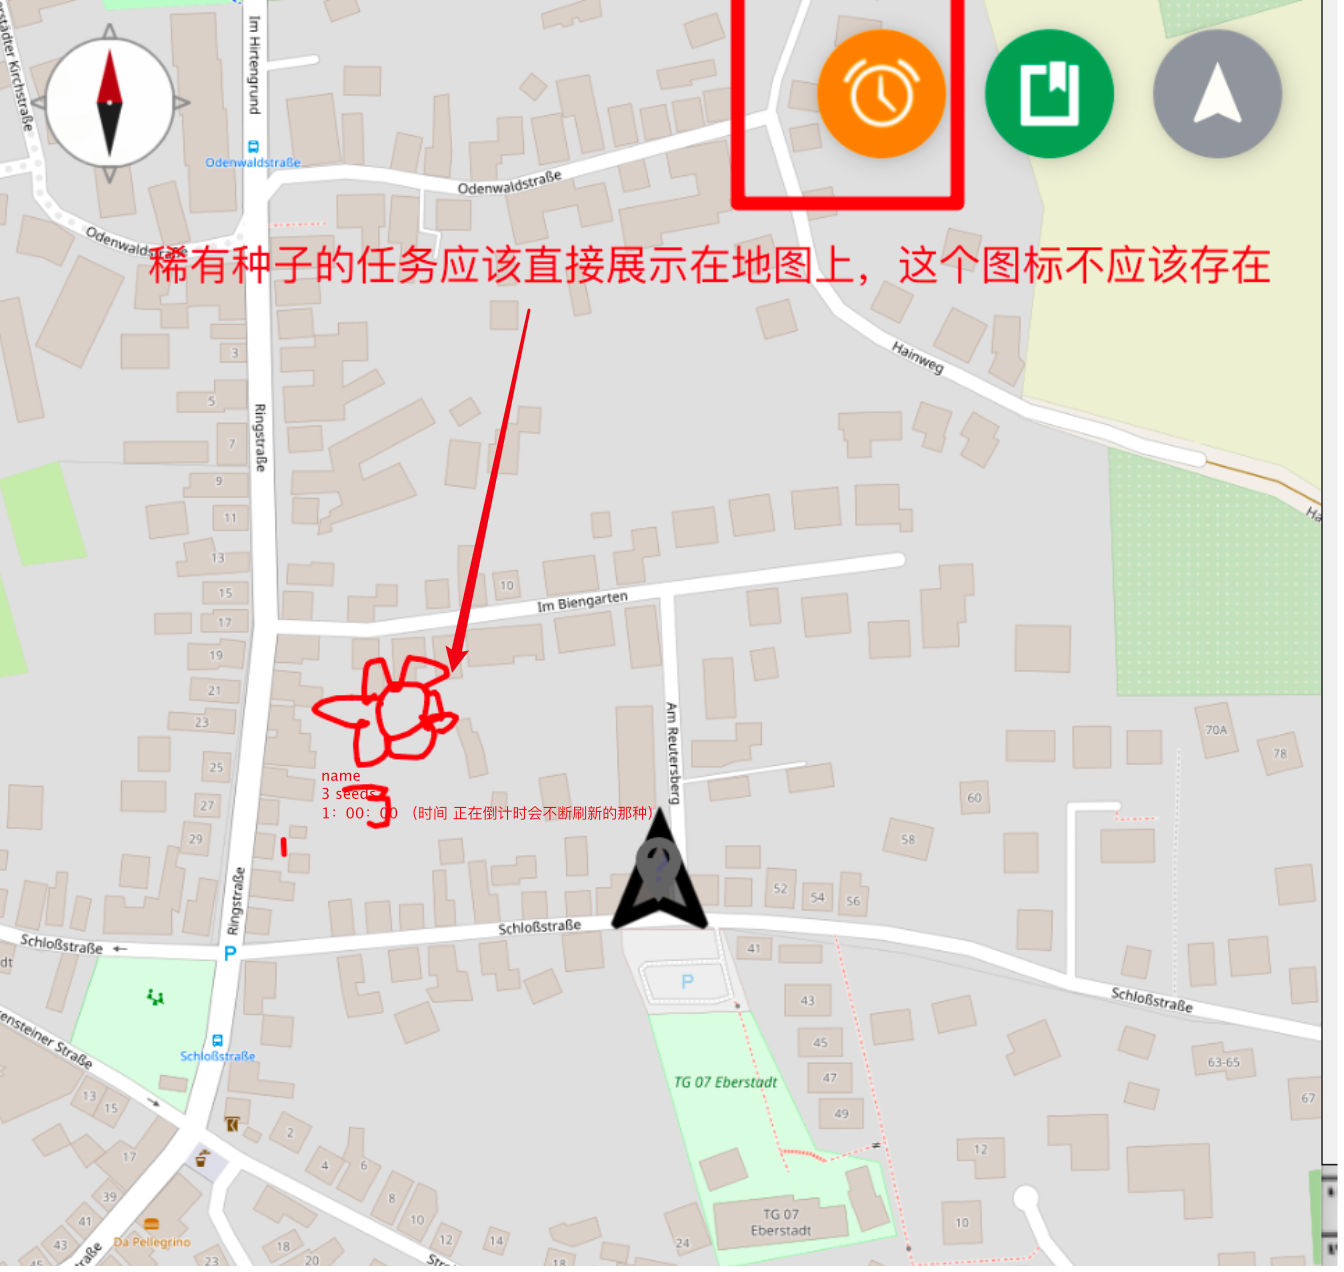 Im Hirtengrund
Odenwaldstraße
Odenwaldstraße
Odenwaldstraße
稀有种子的任务应该直接展示在地图上，这个图标不应该存在
3
Hainweg
5
Ringstraße
7
9
11
13
10
15
Im Biengarten
17
19
21
23
Am Reutersberg
70A
78
25
name
3 seeds
1：00：00 （时间 正在倒计时会不断刷新的那种）
60
27
29
58
52
54
56
Ringstraße
Schloßstraße
Schloßstraße
P
41
P
43
Schloßstraße
45
Schloßstraße
63-65
47
TG 07 Eberstadt
67
13
15
49
2
17
4
6
12
39
8
41
10
12
14
43
Da Pellegrino
18
20
23
24
TG 07
Eberstadt
10